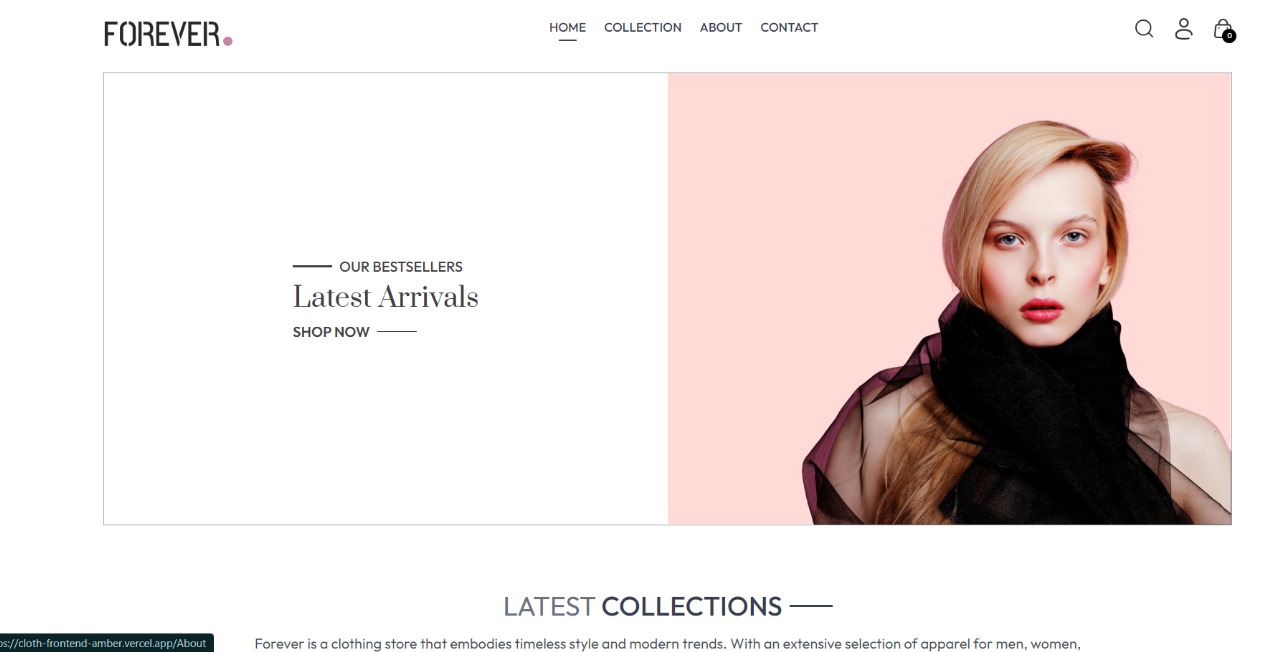 FOREVER.
HOME COLLECTION ABOUT CONTACT
0
OUR BESTSELLERS
Latest Arrivals
SHOP NOW
LATEST COLLECTIONS
Forever is a clothing store that embodies timeless style and modern trends. With an extensive selection of apparel for men, women,
ps://cloth-frontend-amber.vercel.app/About